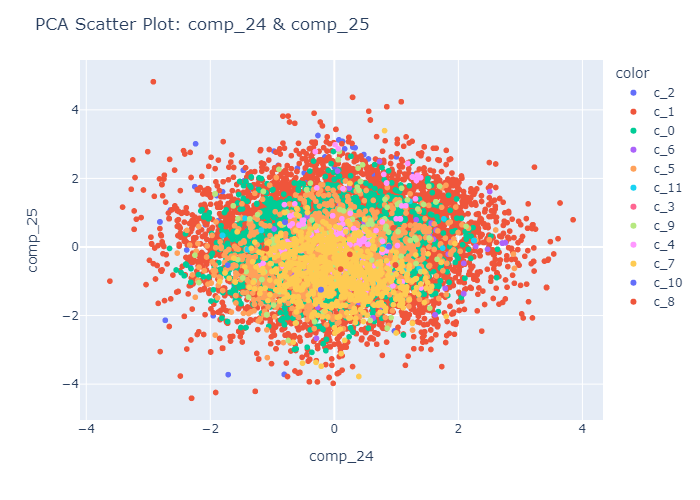 PCA Scatter Plot: comp_24 & comp_25
color
c_2
c_1
c_0
c_6
c_5
c_11
c_3
c_9
c_4
c_7
c_10
c_8
4
2
0
−2
−4
comp_25
−4
−2
0
2
4
comp_24